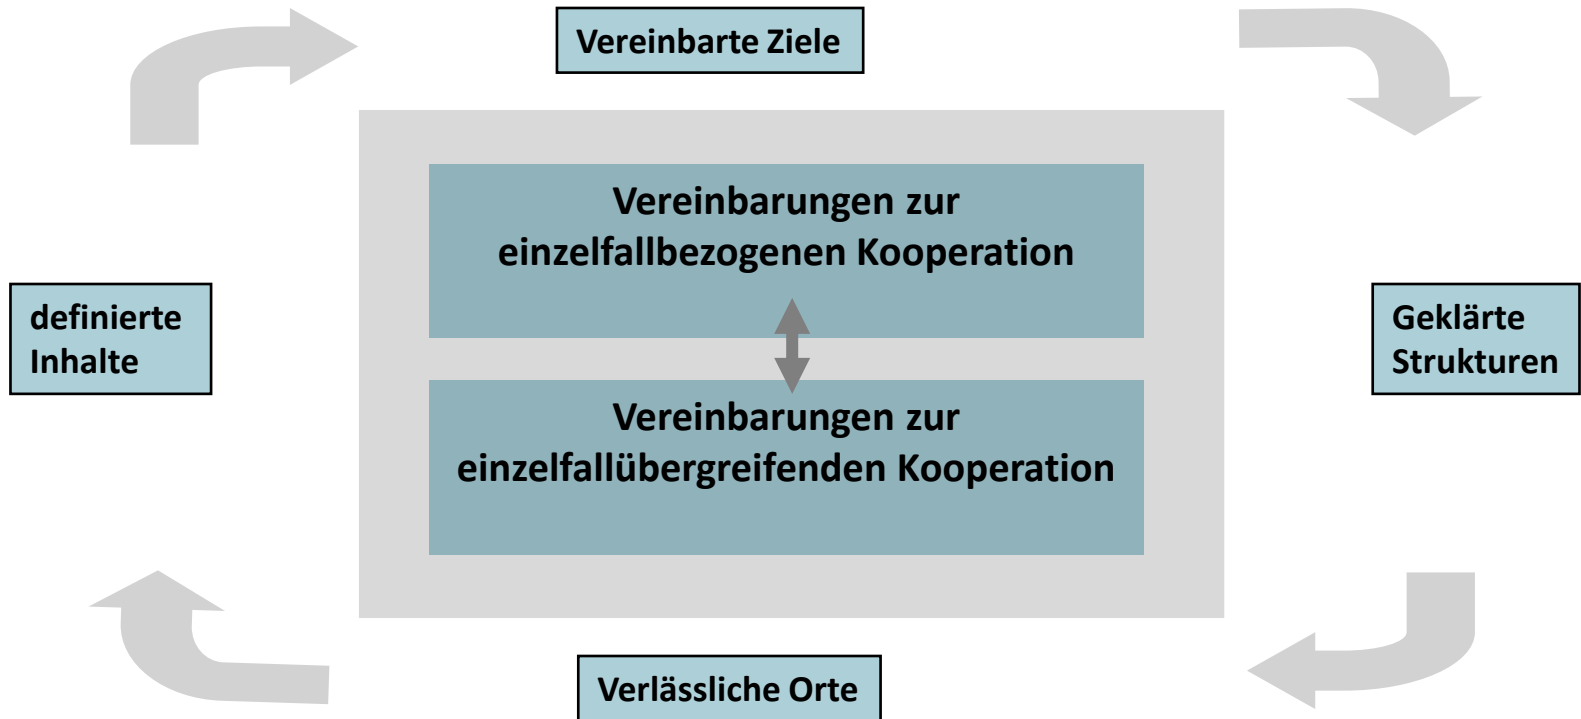 Vereinbarte Ziele
Vereinbarungen zur
einzelfallbezogenen Kooperation
definierte
Inhalte
Geklärte
Strukturen
Vereinbarungen zur
einzelfallübergreifenden Kooperation
Verlässliche Orte